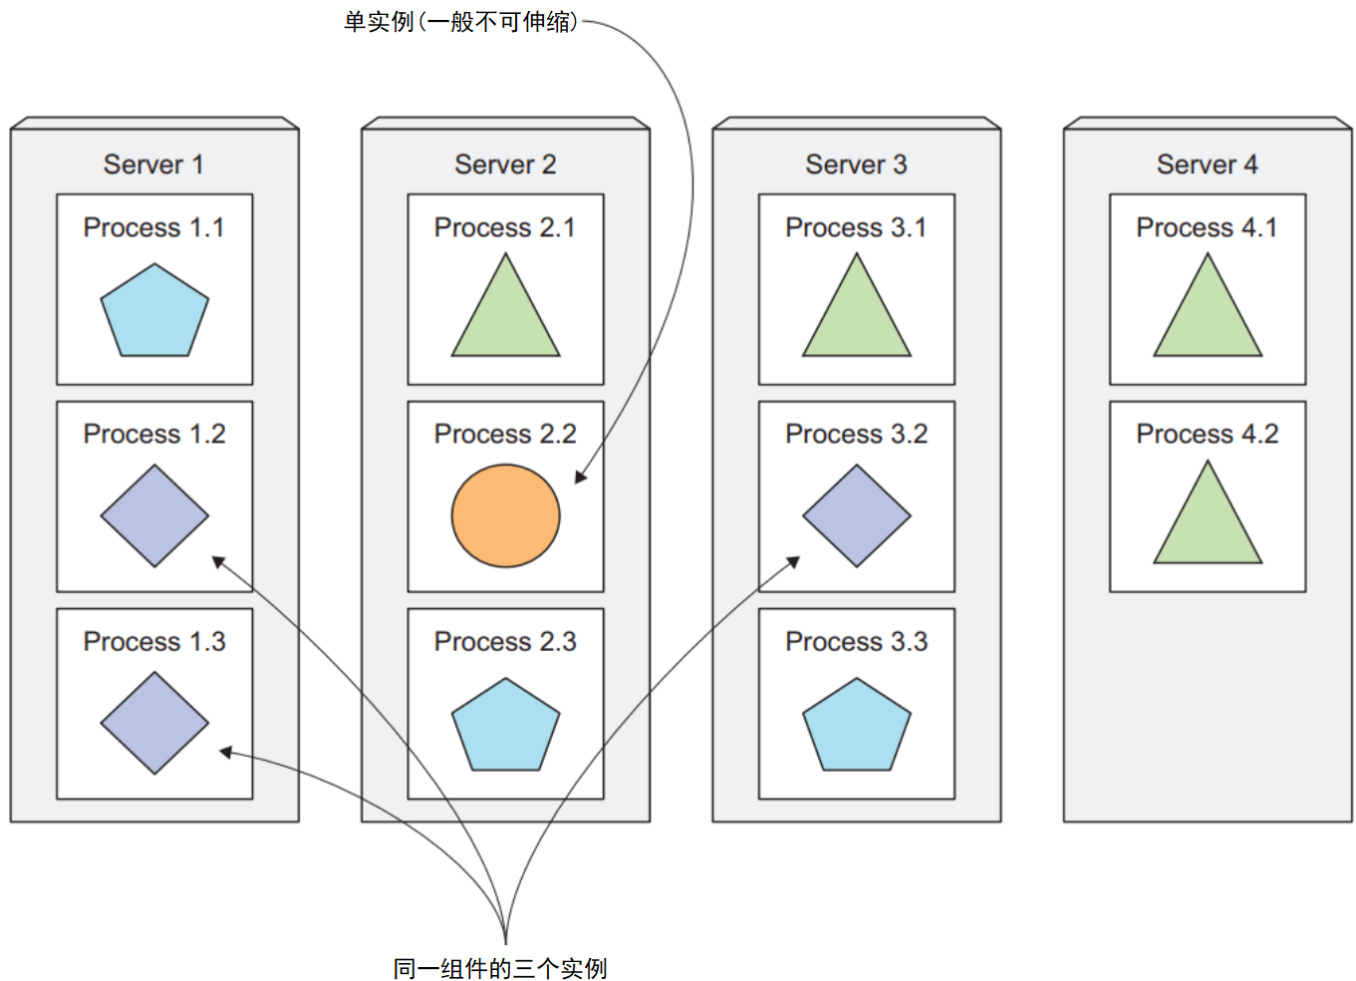 单实例(一般不可伸缩)
Server 1
Server 2
Server 3
Server 4
Process 1.1
Process 2.1
Process 3.1
Process 4.1
Process 1.2
Process 2.2
Process 3.2
Process 4.2
Process 1.3
Process 2.3
Process 3.3
同一组件的三个实例